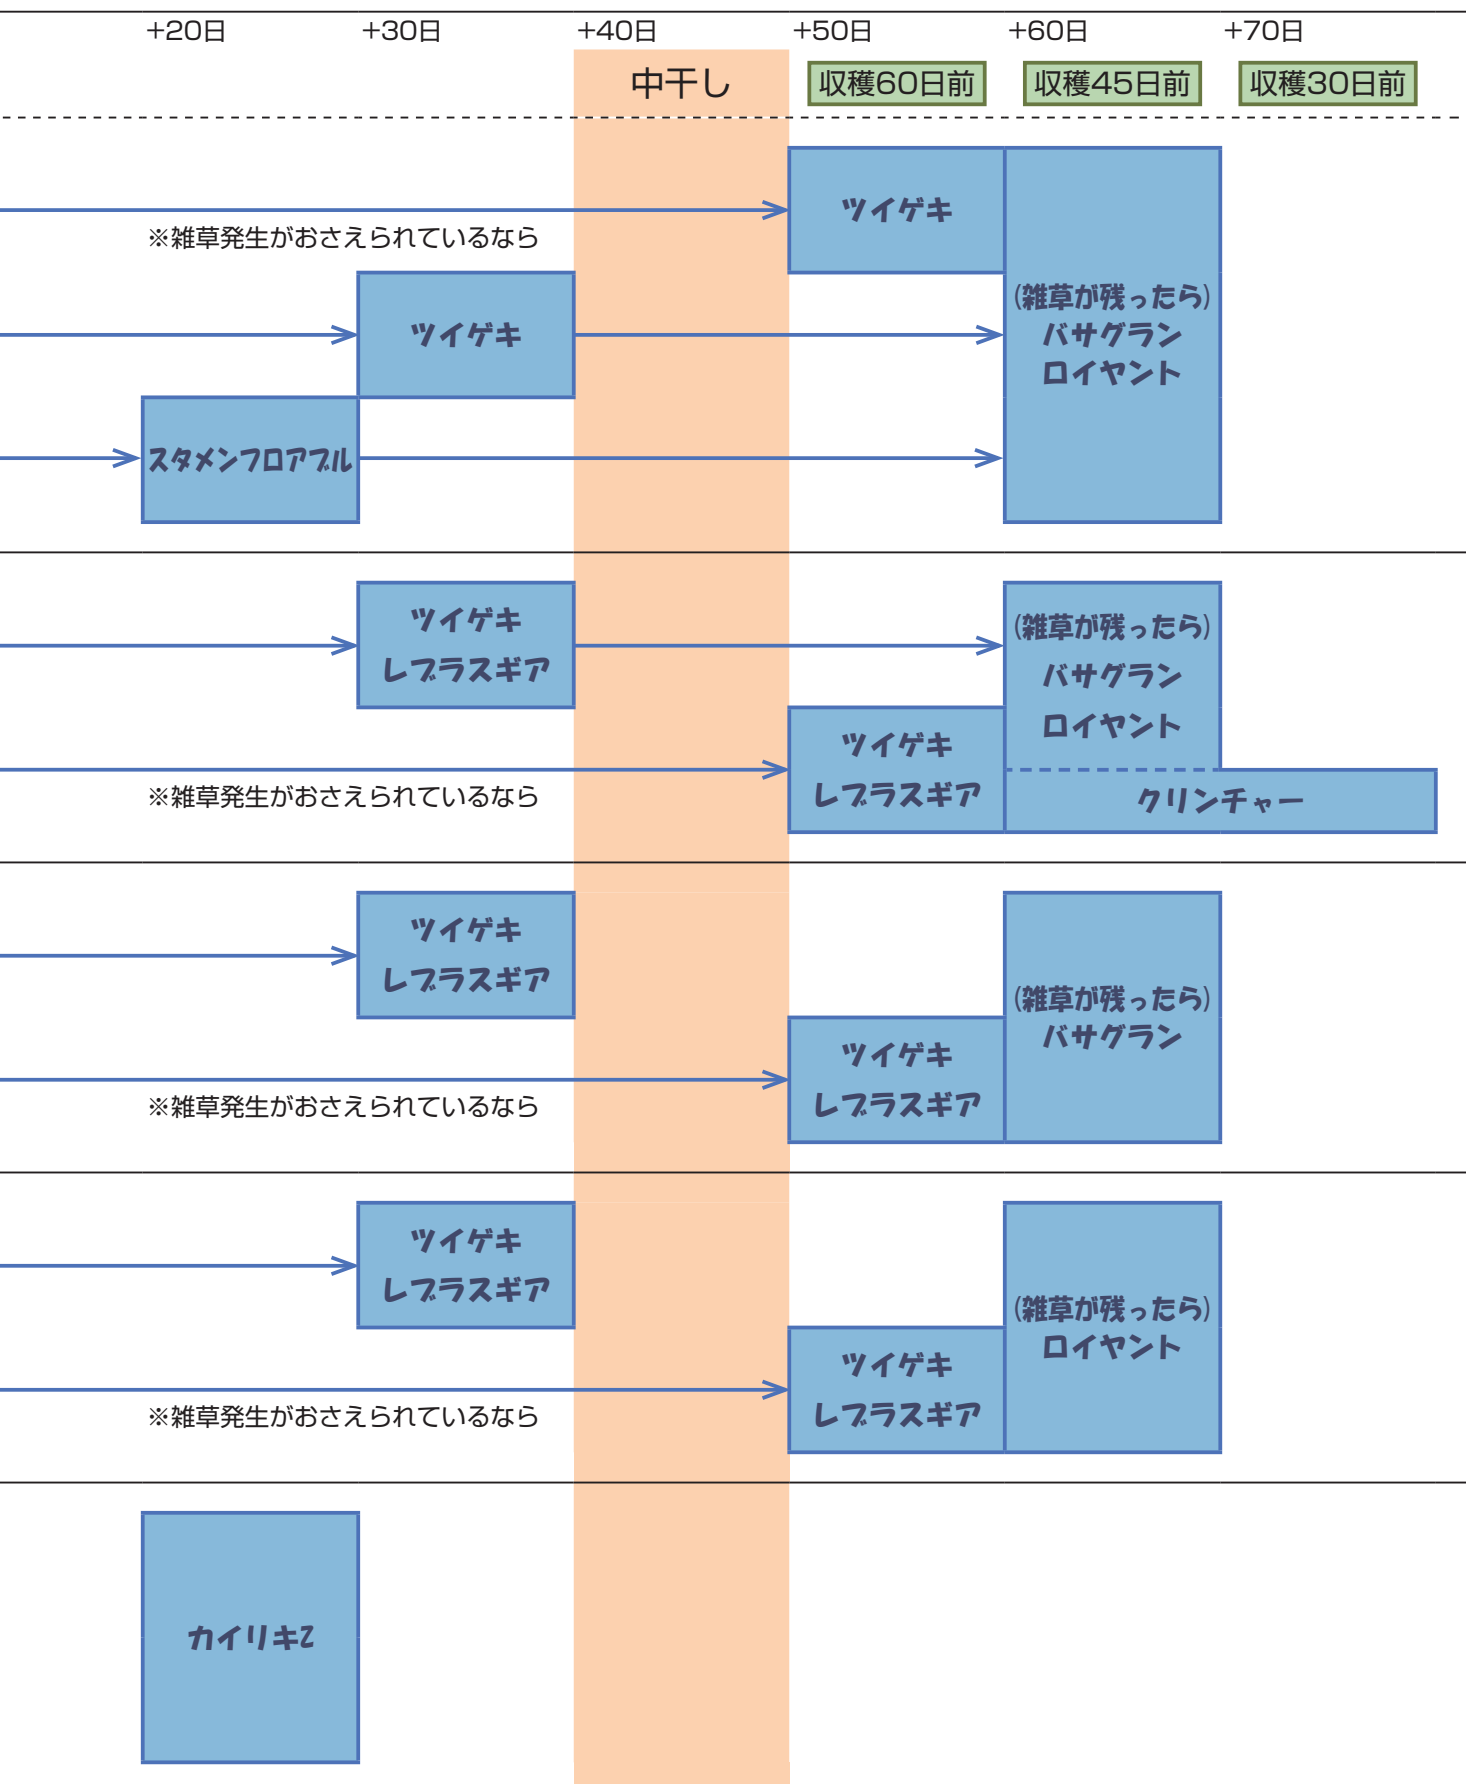 +20日
+30日
+40日
+50日
+60日
+70日
中干し
収穫60日前
収穫45日前
収穫30日前
ツイゲキ
※雑草発生がおさえられているなら
(雑草が残ったら)
バサグラン
ロイヤント
ツイゲキ
スタメンフロアブル
ツイゲキ
レブラスギア
(雑草が残ったら)
バサグラン
ロイヤント
ツイゲキ
レブラスギア
※雑草発生がおさえられているなら
クリンチャー
ツイゲキ
レブラスギア
(雑草が残ったら)
バサグラン
ツイゲキ
レブラスギア
※雑草発生がおさえられているなら
ツイゲキ
レブラスギア
(雑草が残ったら)
ロイヤント
ツイゲキ
レブラスギア
※雑草発生がおさえられているなら
カイリキZ